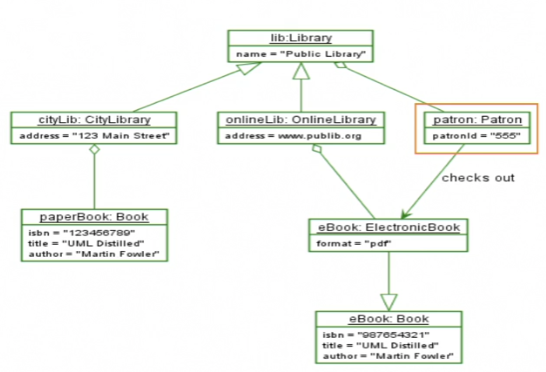 lib:Library
name = "Public Library"
cityLib: CityLibrary
address = "123 Main Street"
onlineLib: OnlineLibrary
address = www.publib.org
patron: Patron
patronId = "555"
checks out
paperBook: Book
isbn = "123456789"
title = "UML Distilled"
author = "Martin Fowler"
eBook: ElectronicBook
format = "pdf"
eBook: Book
isbn = "987654321"
title = "UML Distilled"
author = "Martin Fowler"